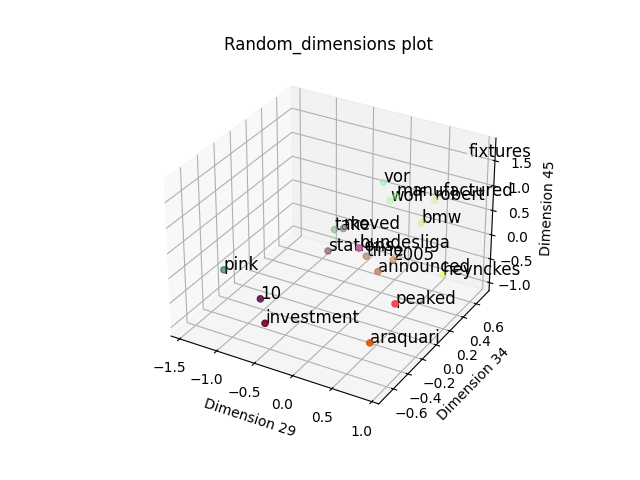 Random_dimensions plot
fixtures
vor
manufactured
wolf
robert
bmw
take
moved
stations
bundesliga
time
2005
announced
heynckes
pink
10
investment
peaked
araquari
Dimension 29
−1.5
−1.0
−0.5
0.0
0.5
1.0
Dimension 34
−0.6
−0.4
−0.2
0.0
0.2
0.4
0.6
Dimension 45
−1.0
−0.5
0.0
0.5
1.0
1.5